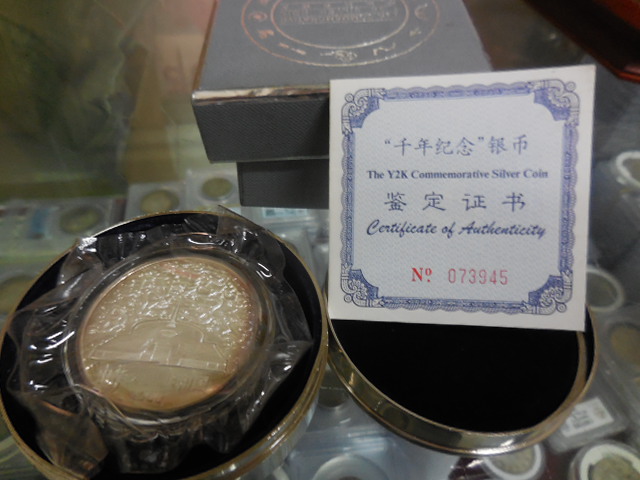 “千年纪念”银币
The Y2K Commemorative Silver Coin
鉴定证书
Certificate of Authenticity
Nº 073945